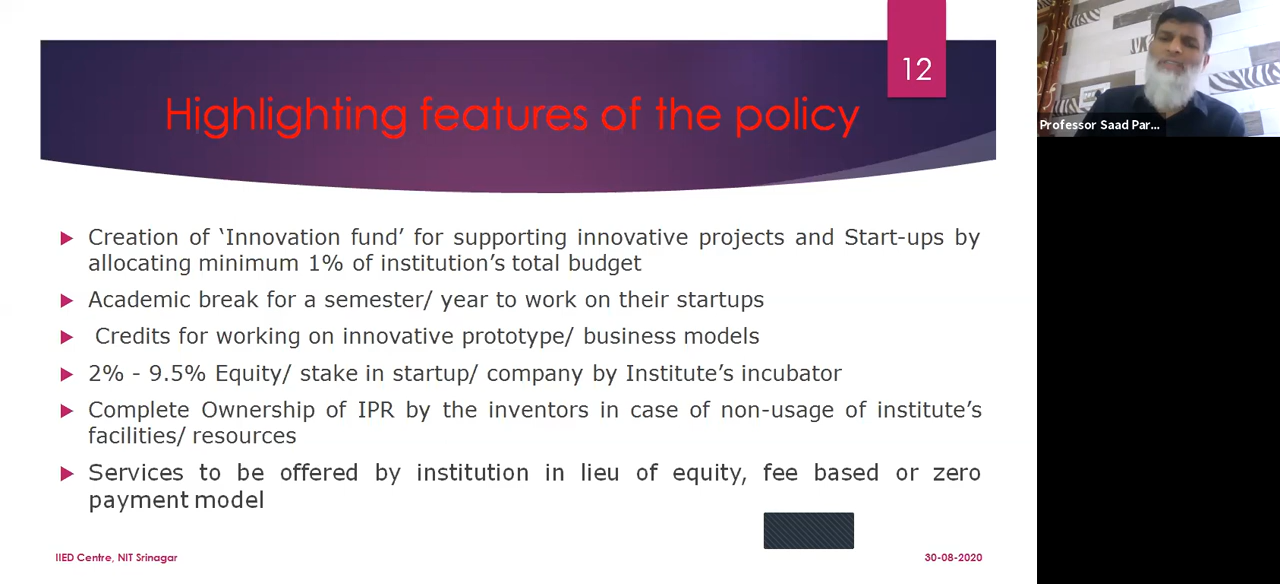 12
Highlighting features of the policy
Professor Saad Par...
▶ Creation of ‘Innovation fund’ for supporting innovative projects and Start-ups by
allocating minimum 1% of institution’s total budget
▶ Academic break for a semester/ year to work on their startups
▶ Credits for working on innovative prototype/ business models
▶ 2% - 9.5% Equity/ stake in startup/ company by Institute’s incubator
▶ Complete Ownership of IPR by the inventors in case of non-usage of institute’s
facilities/ resources
▶ Services to be offered by institution in lieu of equity, fee based or zero
payment model
IIED Centre, NIT Srinagar
30-08-2020